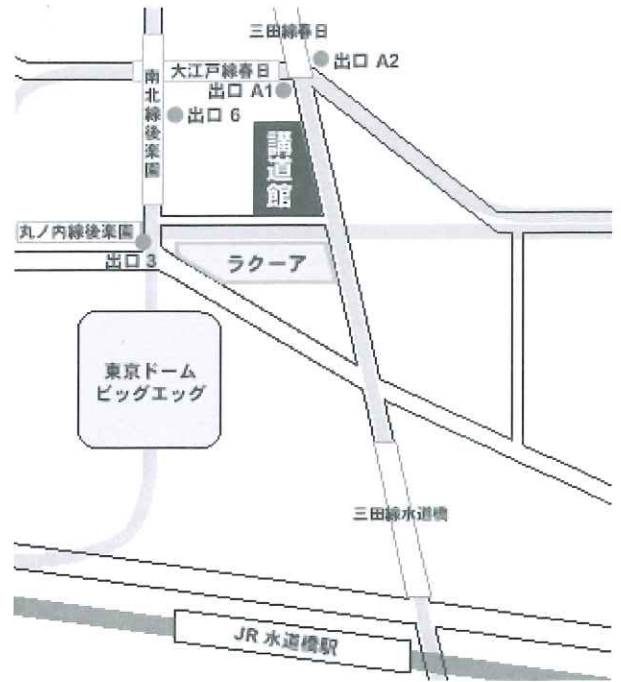 三田線春日
出口 A2
大江戸線春日
出口 A1
南北線後楽園
出口 6
講道館
丸ノ内線後楽園
出口 3
ラクーア
東京ドーム
ビッグエッグ
三田線水道橋
JR 水道橋駅